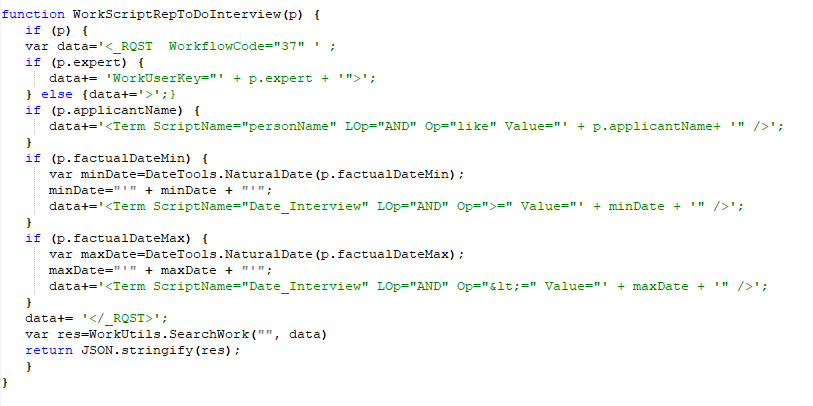 function WorkScriptRepToDoInterview(p) {
   if (p) {
   var data='<_RQST  WorkflowCode="37" ' ;
   if (p.expert) {
      data+= 'WorkUserKey="' + p.expert + '">';
   } else {data+='>';}
   if (p.applicantName) {
      data+='<Term ScriptName="personName" LOp="AND" Op="like" Value="' + p.applicantName+ '" />';
   }
   if (p.factualDateMin) {
      var minDate=DateTools.NaturalDate(p.factualDateMin);
      minDate="'" + minDate + "'";
      data+='<Term ScriptName="Date_Interview" LOp="AND" Op=">=" Value="' + minDate + '" />';
   }
   if (p.factualDateMax) {
      var maxDate=DateTools.NaturalDate(p.factualDateMax);
      maxDate="'" + maxDate + "'";
      data+='<Term ScriptName="Date_Interview" LOp="AND" Op="&lt;=" Value="' + maxDate + '" />';
   }
   data+= '</_RQST>';
   var res=WorkUtils.SearchWork("", data)
   return JSON.stringify(res);
   }
}